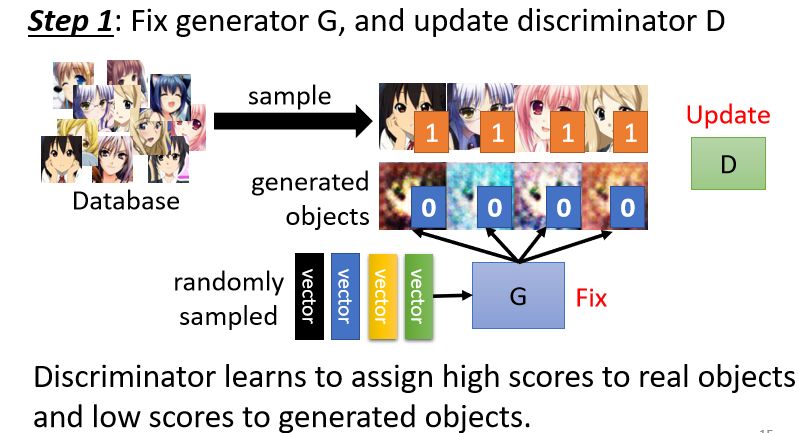 Step 1: Fix generator G, and update discriminator D
sample
Update
1 1 1 1
D
Database
generated
objects
0 0 0 0
randomly
sampled
vector vector vector vector
G
Fix
Discriminator learns to assign high scores to real objects
and low scores to generated objects.